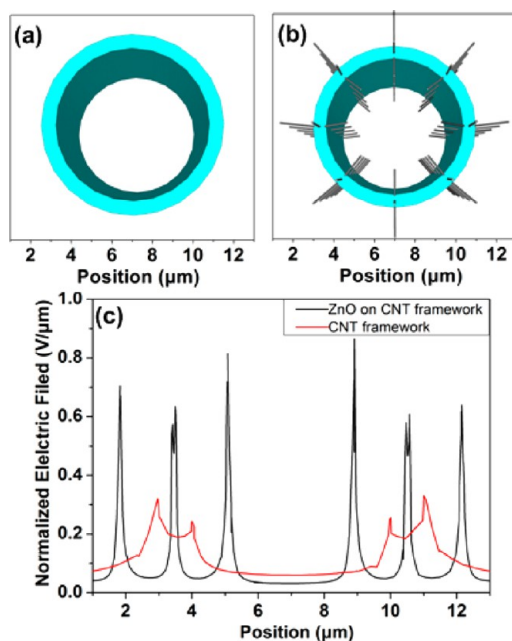 (a)
(b)
2 4 6 8 10 12
Position (µm)
2 4 6 8 10 12
Position (µm)
(c)
ZnO on CNT framework
CNT framework
Normalized Elelctric Filed (V/µm)
1.0
0.8
0.6
0.4
0.2
0.0
2 4 6 8 10 12
Position (µm)